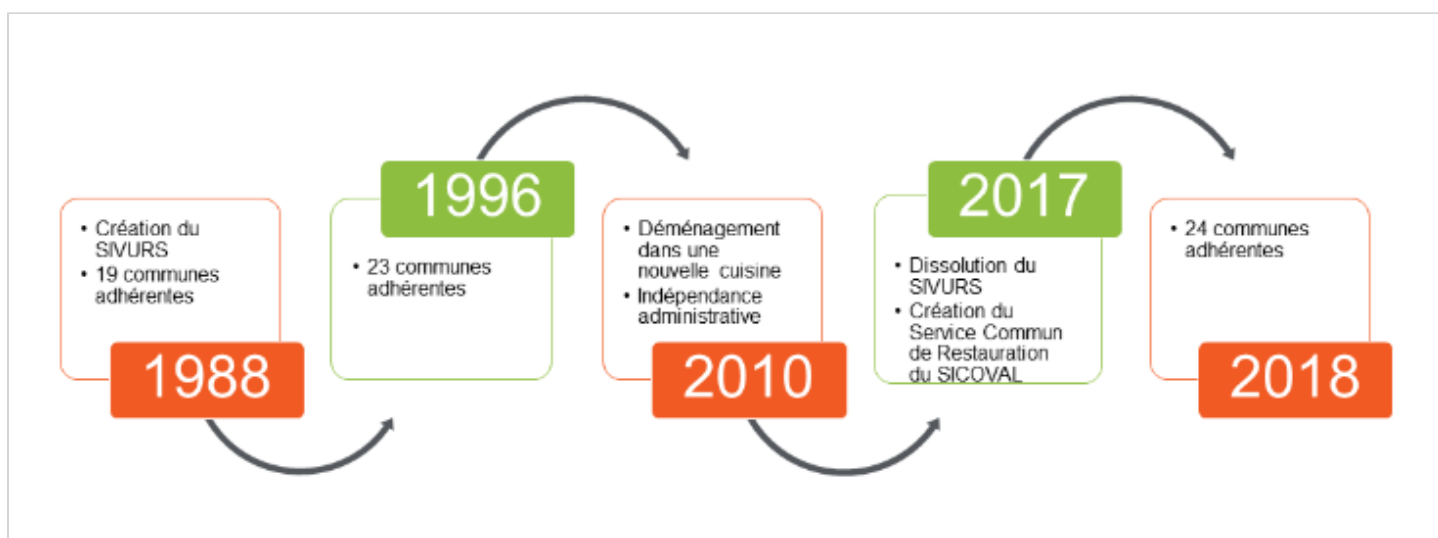 • Création du
SIVURS
• 19 communes
adhérentes
1988
1996
• 23 communes
adhérentes
• Déménagement
dans une
nouvelle cuisine
• Indépendance
administrative
2010
2017
• Dissolution du
SIVURS
• Création du
Service Commun
de Restauration
du SICOVAL
• 24 communes
adhérentes
2018